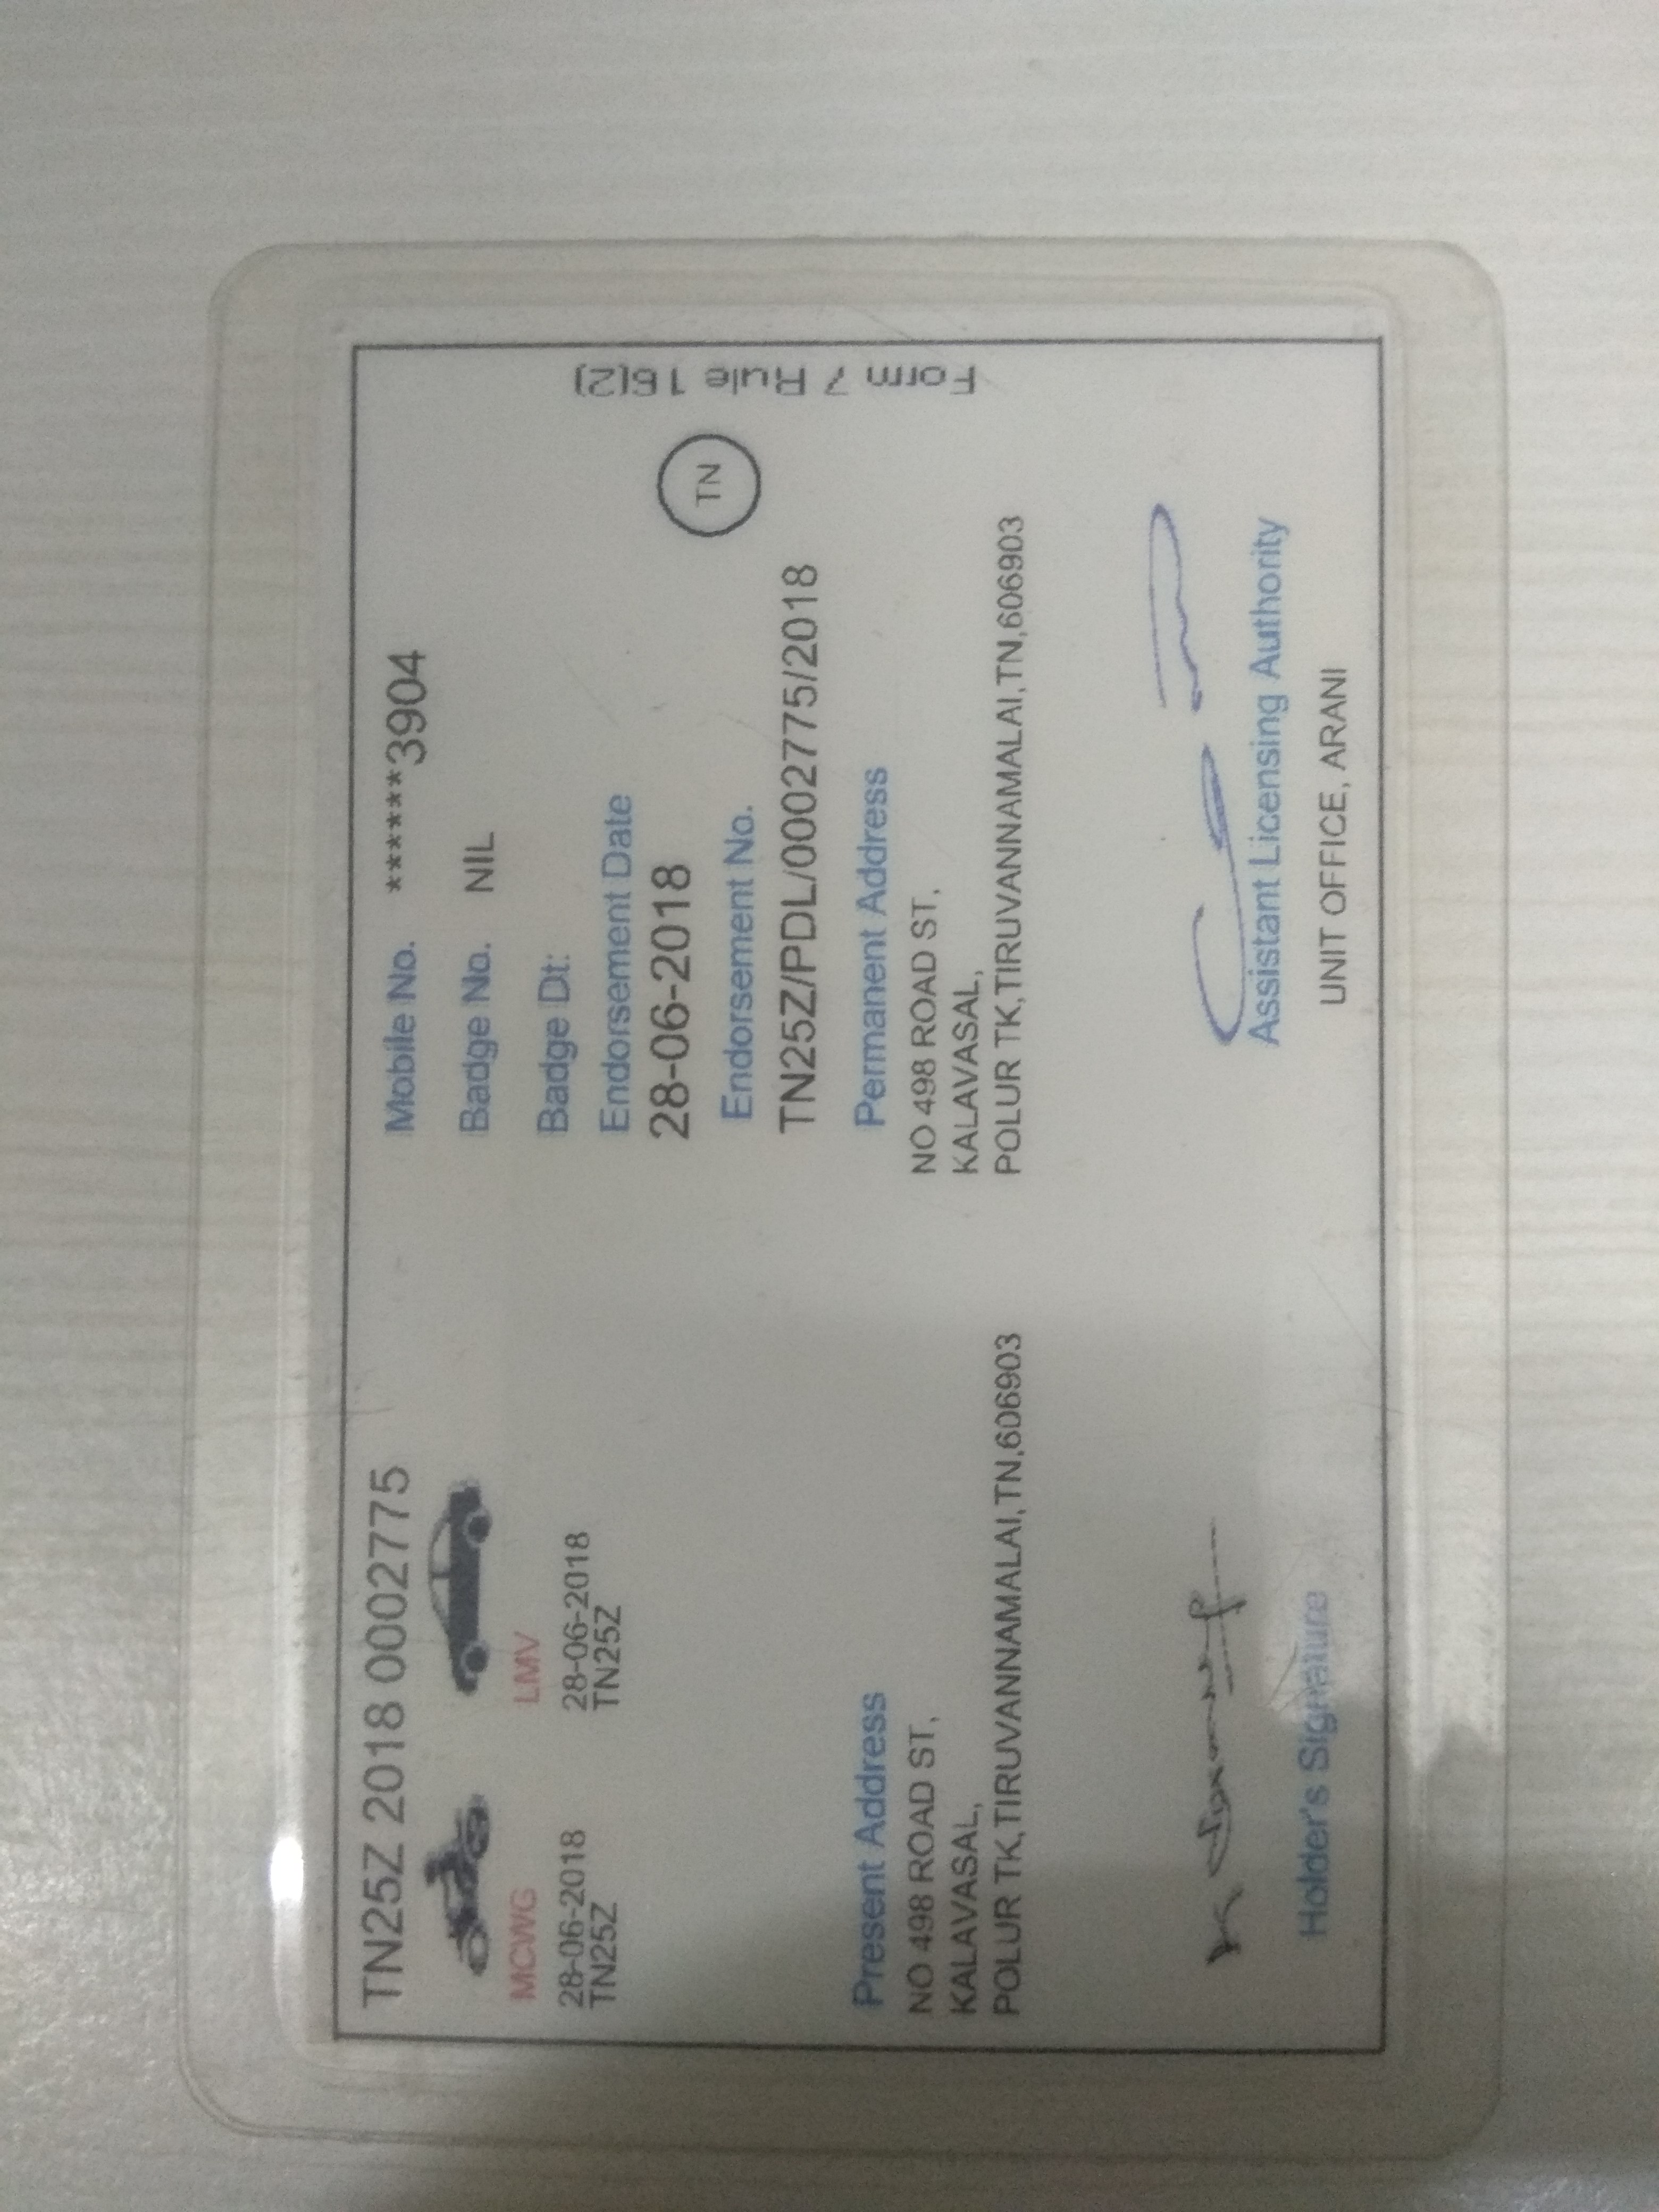 TN25Z 2018 0002775
MCWG
28-06-2018
TN25Z
LMV
28-06-2018
TN25Z
Mobile No. ******3904
Badge No. NIL
Badge Dt:
Endorsement Date
28-06-2018
Endorsement No.
TN25Z/PDL/0002775/2018
TN
Form 7 Rule 16(2)
Present Address
NO 498 ROAD ST,
KALAVASAL,
POLUR TK,TIRUVANNAMALAI,TN,606903
Permanent Address
NO 498 ROAD ST,
KALAVASAL,
POLUR TK,TIRUVANNAMALAI,TN,606903
Holder's Signature
Assistant Licensing Authority
UNIT OFFICE, ARANI